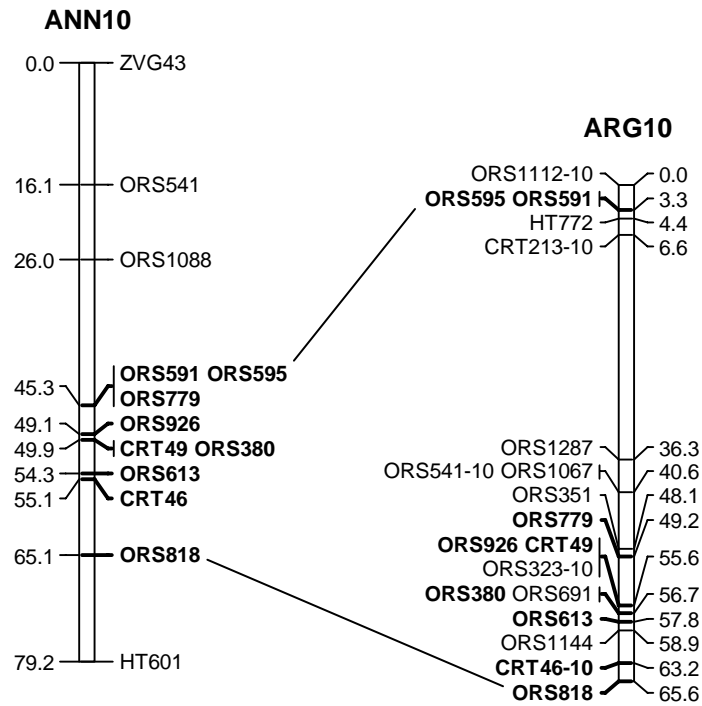 ANN10
0.0 ZVG43
16.1 ORS541
26.0 ORS1088
ORS591 ORS595
45.3 ORS779
49.1 ORS926
49.9 CRT49 ORS380
54.3 ORS613
55.1 CRT46
65.1 ORS818
79.2 HT601
ARG10
ORS1112-10 0.0
ORS595 ORS591 3.3
HT772 4.4
CRT213-10 6.6
ORS1287 36.3
ORS541-10 ORS1067 40.6
ORS351 48.1
ORS779 49.2
ORS926 CRT49
ORS323-10 55.6
ORS380 ORS691 56.7
ORS613 57.8
ORS1144 58.9
CRT46-10 63.2
ORS818 65.6